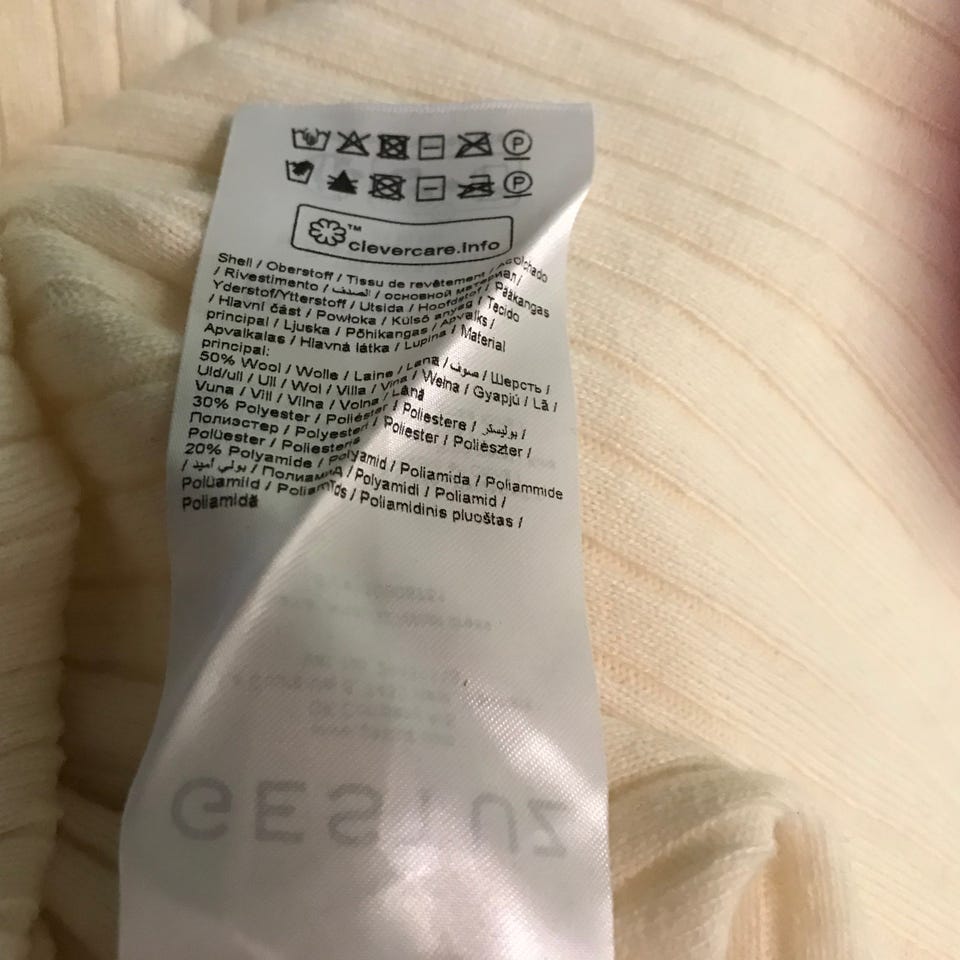 P
P
clevercare.info
Shell / Oberstoff / Tissu de revêtement / Acolchado
/ Rivestimento / الصدف / основной материал /
Yderstof/Ytterstoff / Utsida / Hoofdstof / Pääkangas
/ Hlavní část / Powłoka / Külső anyag / Tecido
principal / Ljuska / Põhikangas / Apvalks /
Apvalkalas / Hlavná látka / Lupina / Material
principal:
50% Wool / Wolle / Laine / Lana / صوف / Шерсть /
Uld/ull / Ull / Wol / Villa / Vlna / Wełna / Gyapjú / Lã /
Vuna / Vill / Vilna / Volna / Lână
30% Polyester / Poliéster / Poliestere / بوليستر /
Полиэстер / Polyesteri / Poliester / Poliészter /
Polüester / Poliesteris
20% Polyamide / Polyamid / Poliamida / Poliammide
/ بولي أميد / Полиамид / Polyamidi / Poliamid /
Polüamiid / Poliamīds / Poliamidinis pluoštas /
Poliamidă
GESTUZ